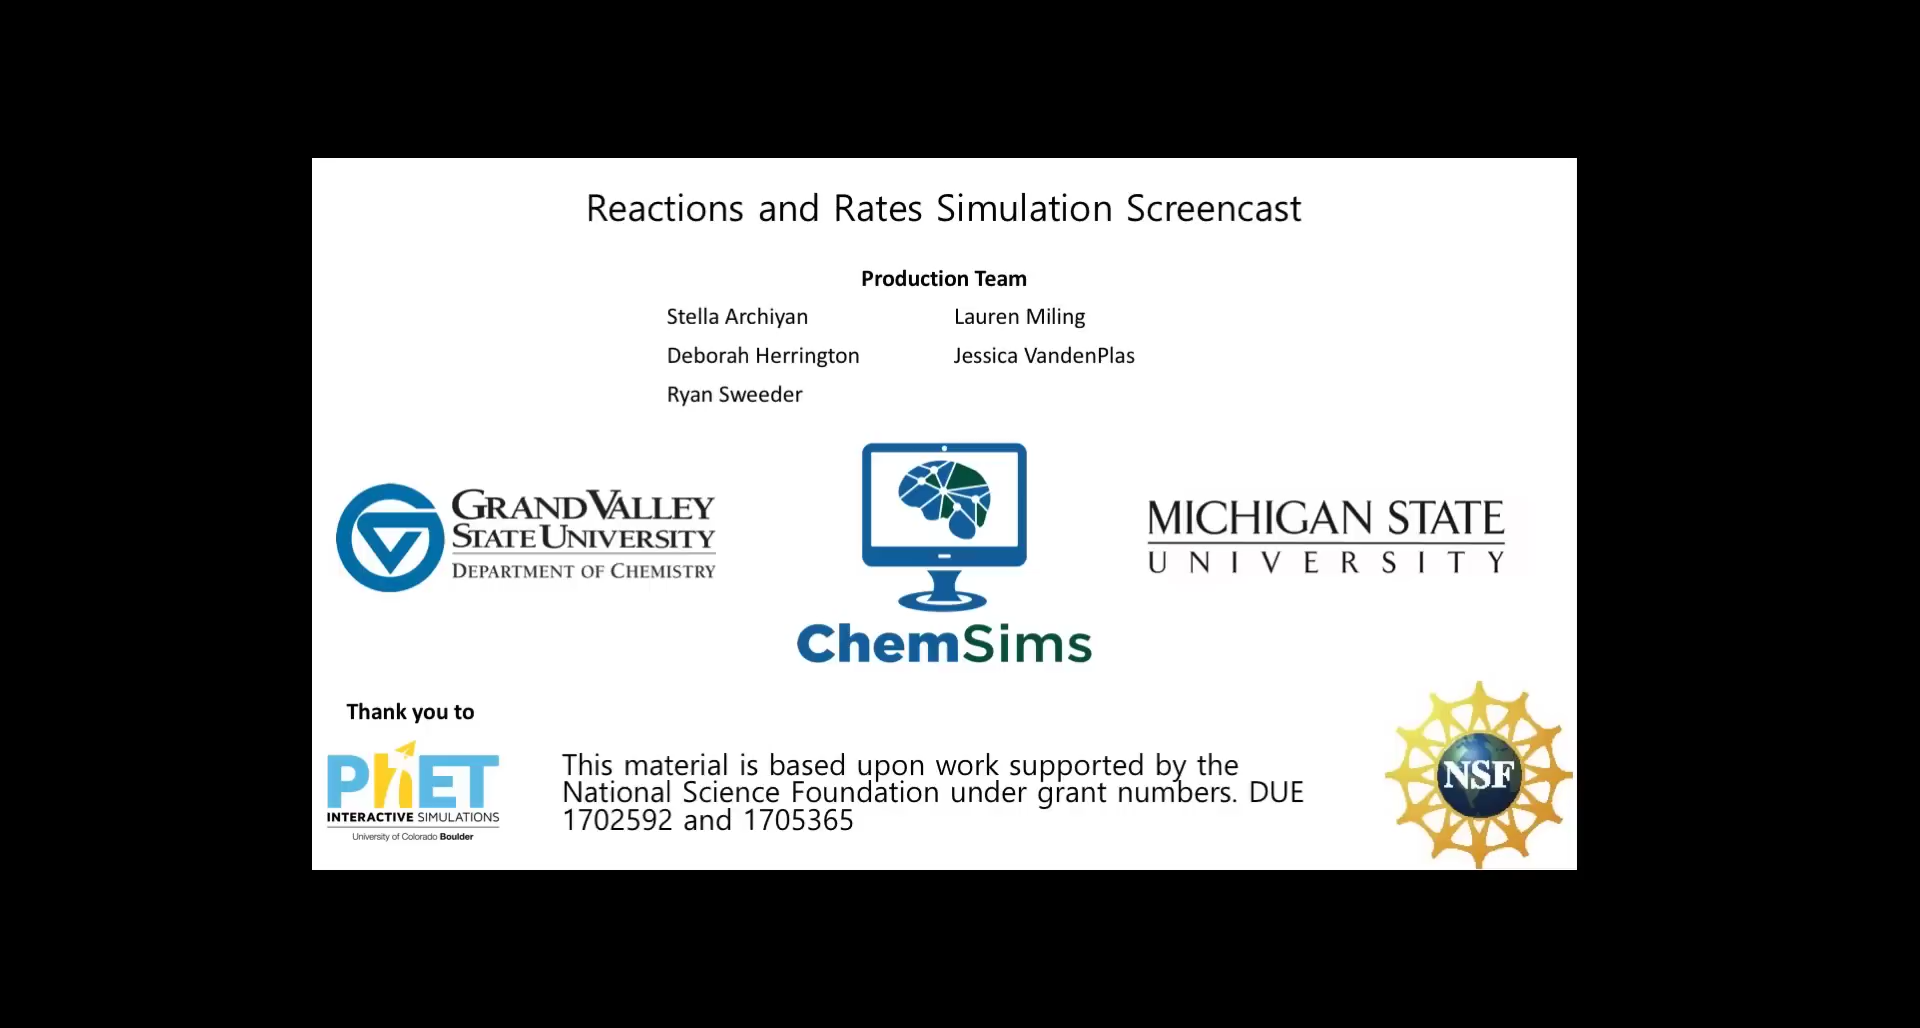 Reactions and Rates Simulation Screencast
Production Team
Stella Archiyan
Lauren Miling
Deborah Herrington
Jessica VandenPlas
Ryan Sweeder
GRAND VALLEY
STATE UNIVERSITY
DEPARTMENT OF CHEMISTRY
ChemSims
MICHIGAN STATE
UNIVERSITY
Thank you to
PhET
INTERACTIVE SIMULATIONS
University of Colorado Boulder
This material is based upon work supported by the
National Science Foundation under grant numbers. DUE
1702592 and 1705365
NSF